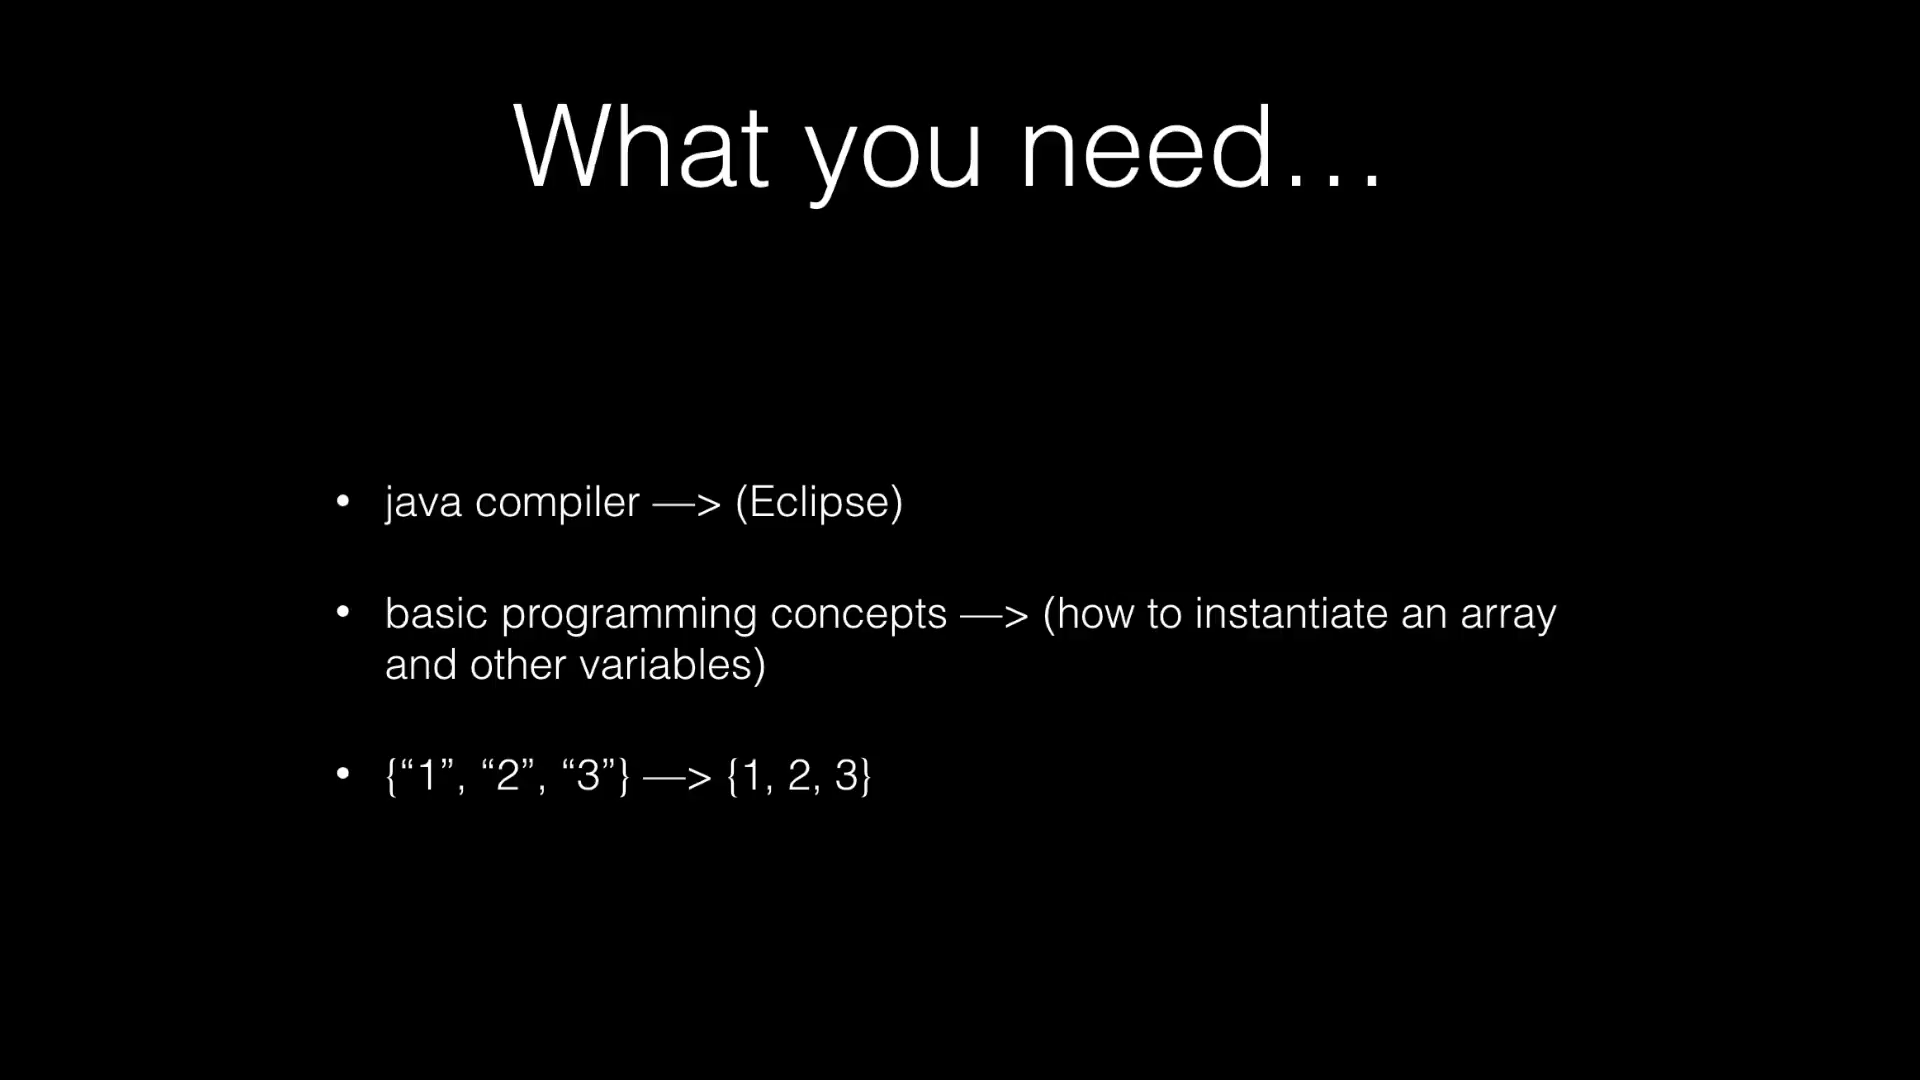 What you need…
• java compiler —> (Eclipse)
• basic programming concepts —> (how to instantiate an array
and other variables)
• {“1”, “2”, “3”} —> {1, 2, 3}